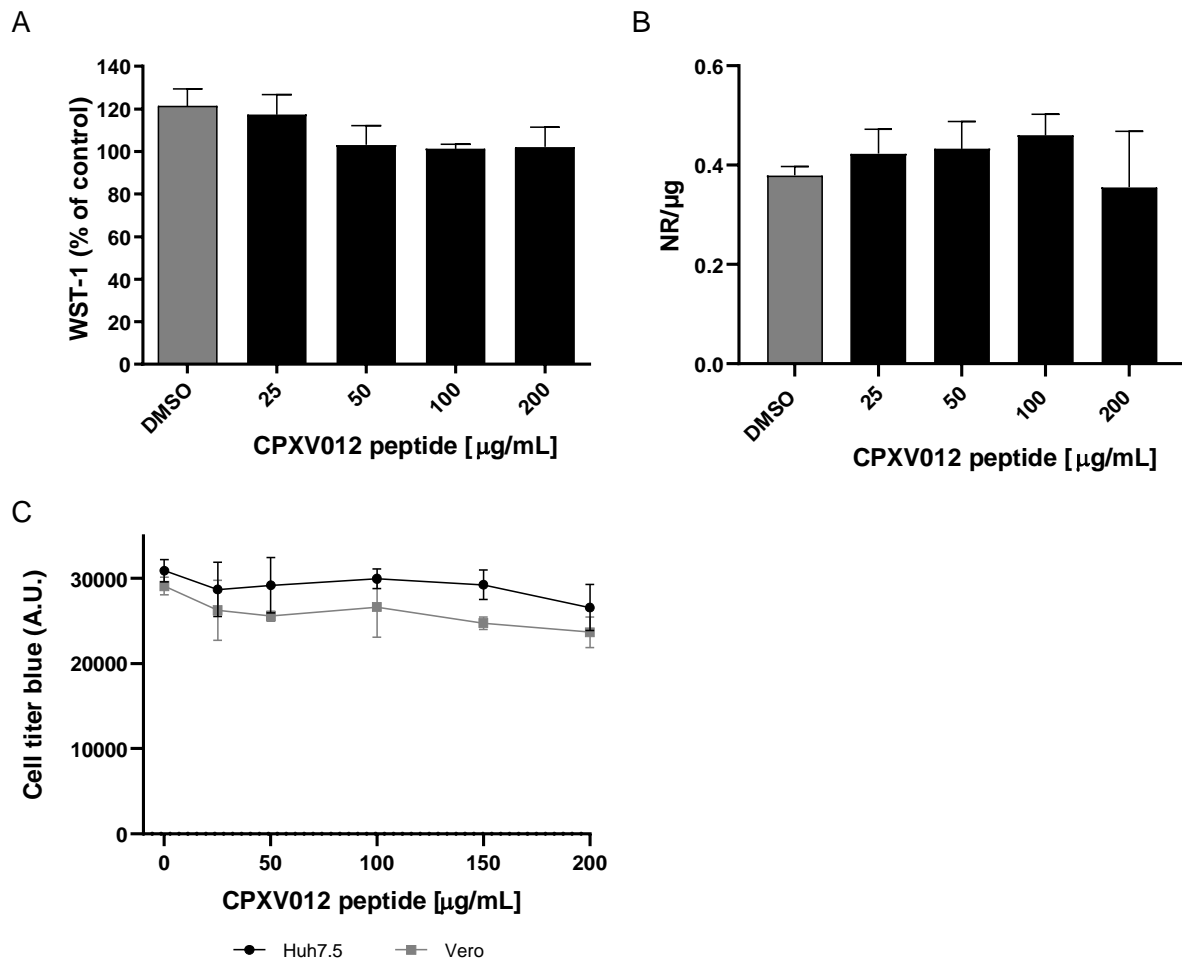 A
WST-1 (% of control)
140
120
100
80
60
40
20
0
DMSO
25
50
100
200
CPXV012 peptide [μg/mL]
B
NR/μg
0.6
0.4
0.2
0.0
DMSO
25
50
100
200
CPXV012 peptide [μg/mL]
C
Cell titer blue (A.U.)
30000
20000
10000
0
0 50 100 150 200
CPXV012 peptide [μg/mL]
Huh7.5 Vero